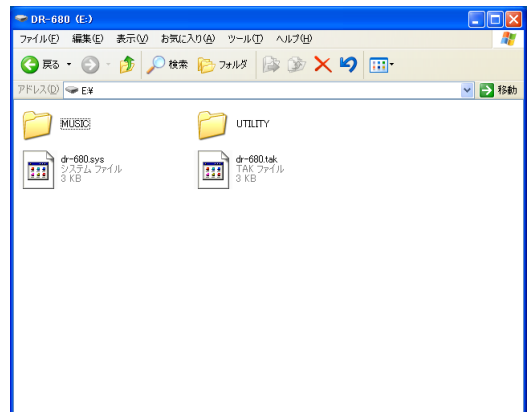 DR-680 (E:)
ファイル(F) 編集(E) 表示(V) お気に入り(A) ツール(T) ヘルプ(H)
戻る 検索 フォルダ
アドレス(D) E:¥ 移動
MUSIC UTILITY
dr-680.sys dr-680.tak
システム ファイル TAK ファイル
3 KB 3 KB